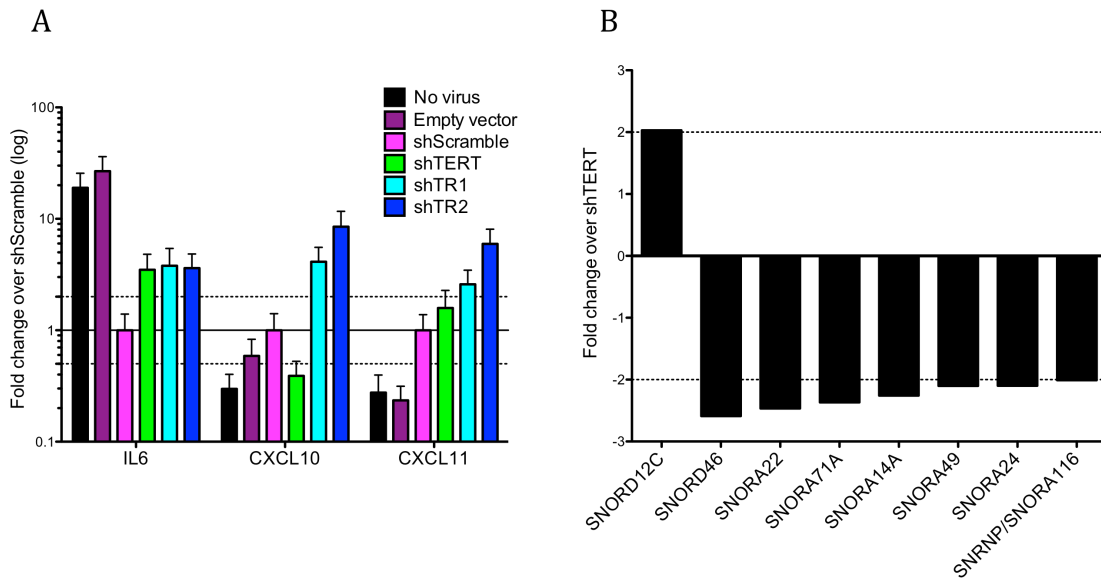 A
B
Fold change over shScramble (log)
100
10
1
0.1
No virus
Empty vector
shScramble
shTERT
shTR1
shTR2
IL6
CXCL10
CXCL11
Fold change over shTERT
3
2
1
0
-1
-2
-3
SNORD12C
SNORD46
SNORA22
SNORA71A
SNORA14A
SNORA49
SNORA24
SNRNP/SNORA116